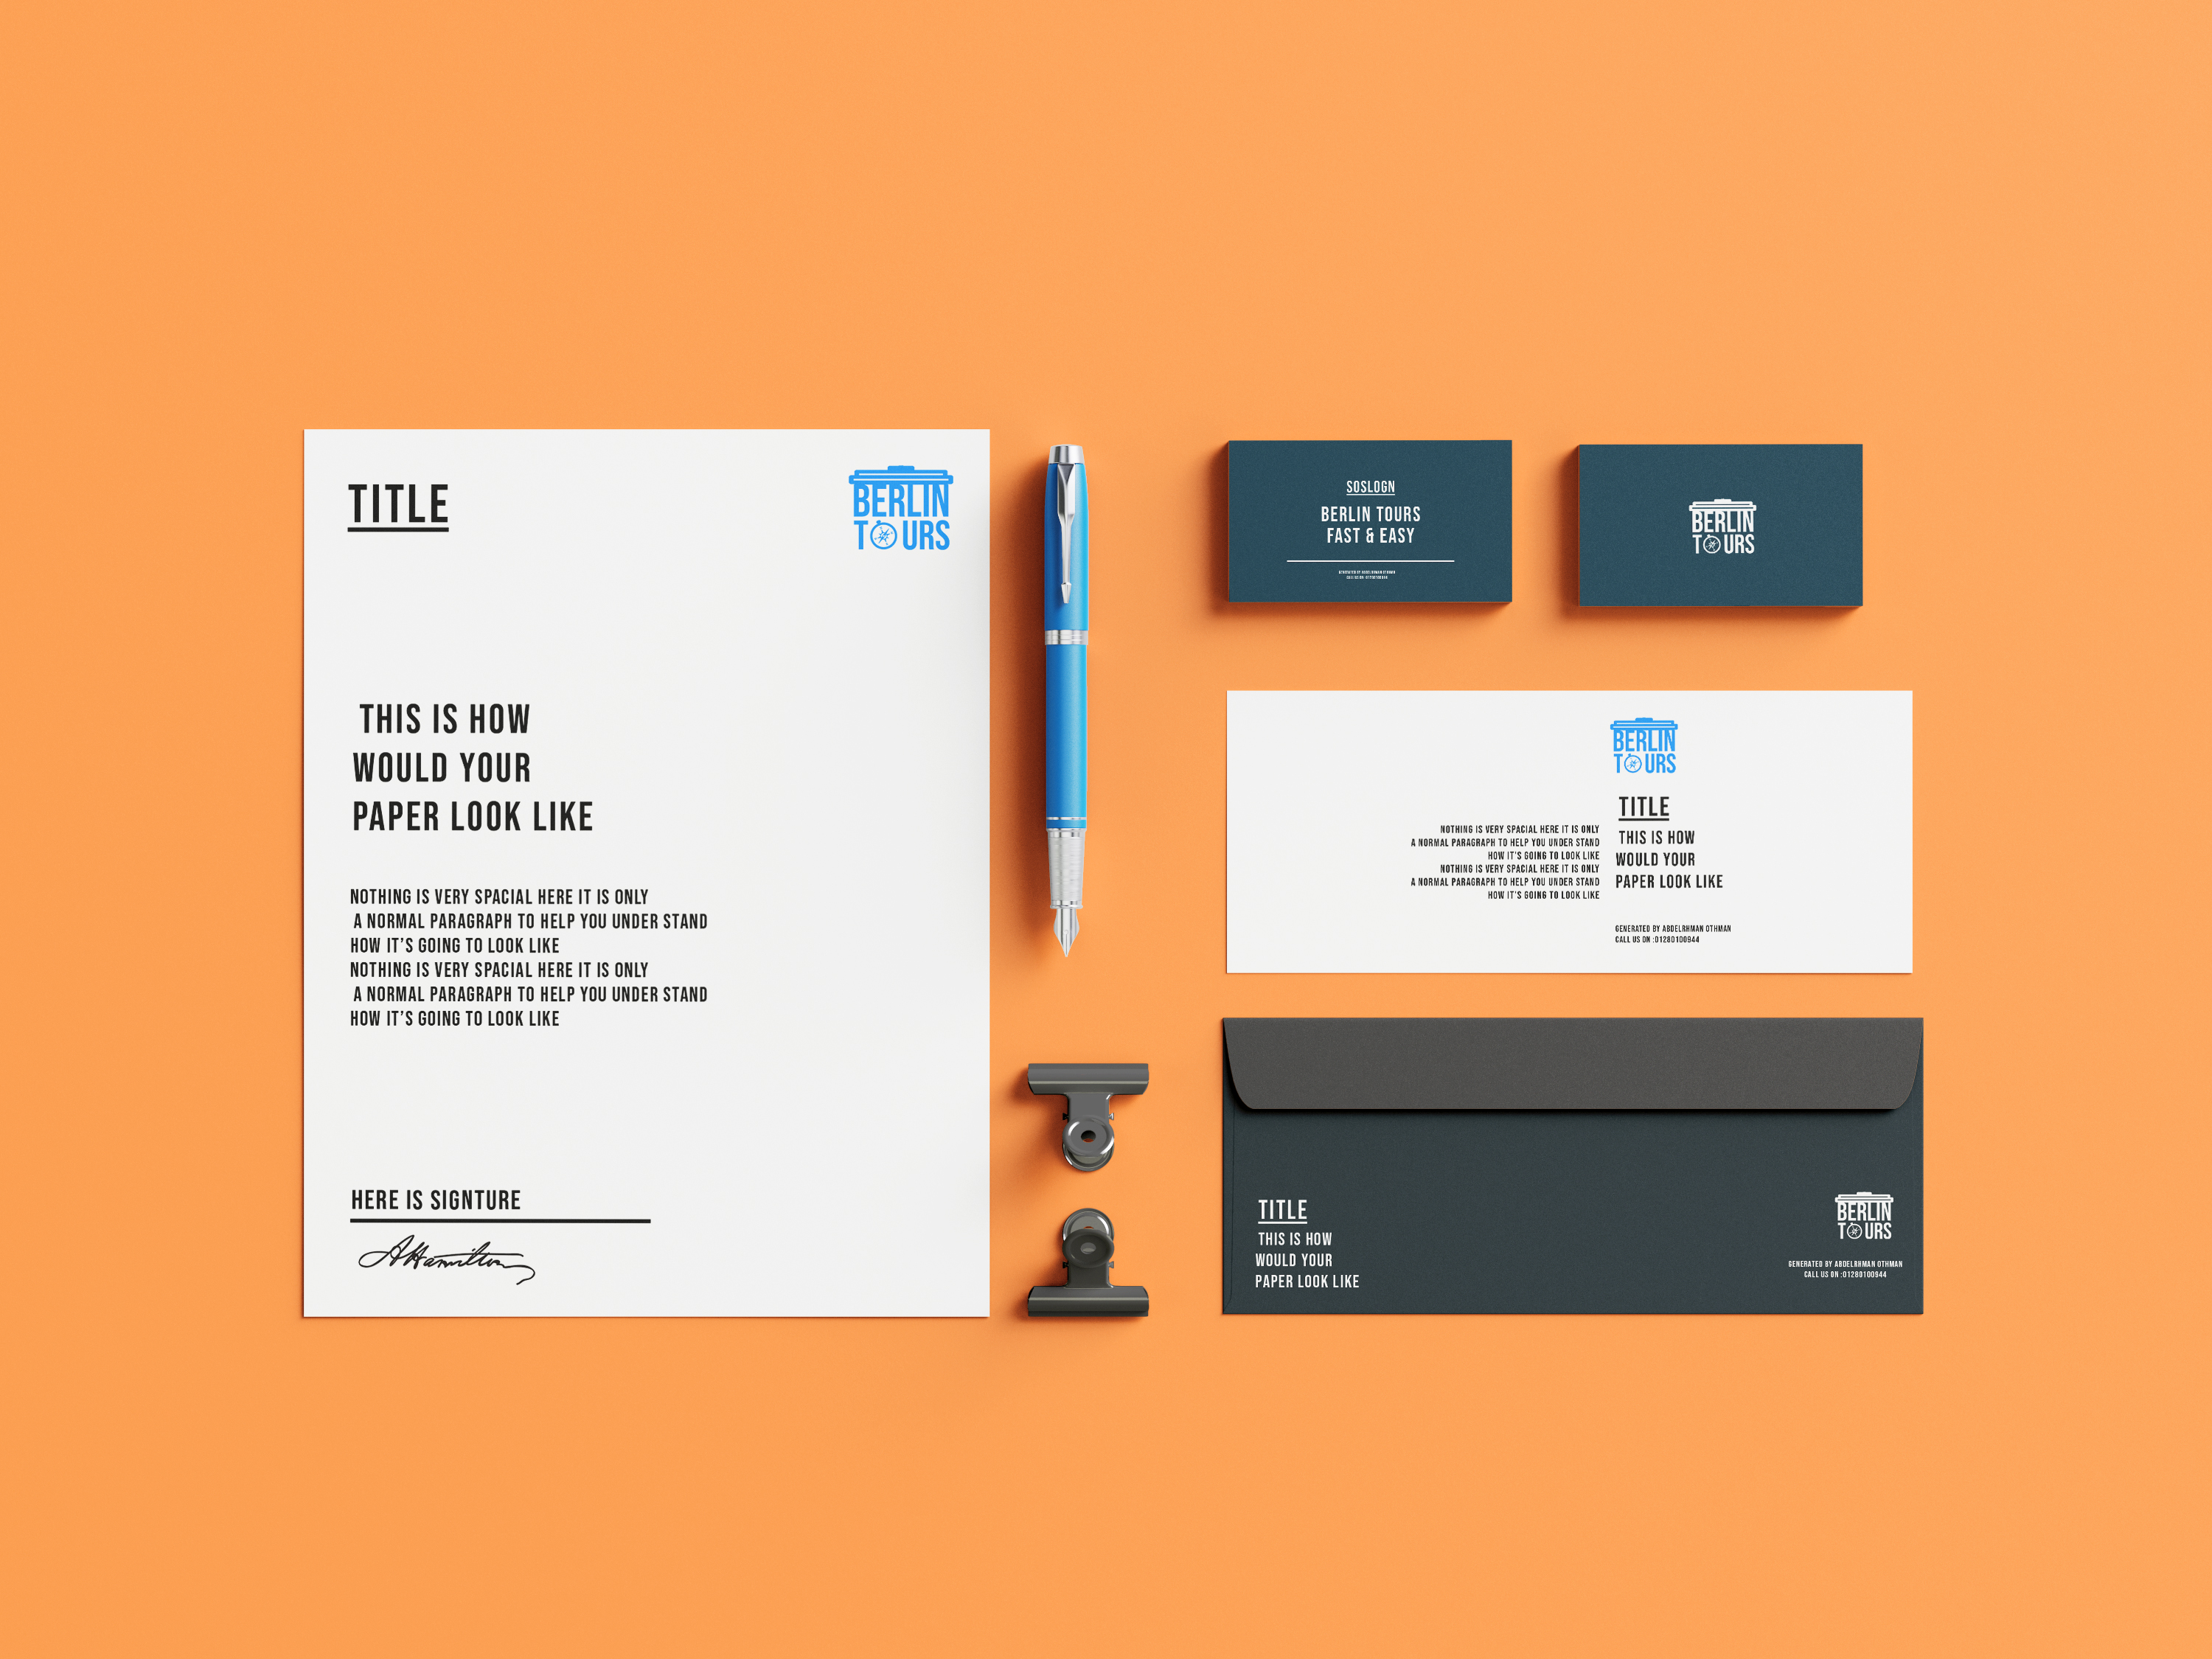 TITLE
BERLIN
TOURS
THIS IS HOW
WOULD YOUR
PAPER LOOK LIKE
NOTHING IS VERY SPACIAL HERE IT IS ONLY
A NORMAL PARAGRAPH TO HELP YOU UNDER STAND
HOW IT'S GOING TO LOOK LIKE
NOTHING IS VERY SPACIAL HERE IT IS ONLY
A NORMAL PARAGRAPH TO HELP YOU UNDER STAND
HOW IT'S GOING TO LOOK LIKE
HERE IS SIGNTURE
AHamilton
SOSLOGN
BERLIN TOURS
FAST & EASY
BERLIN
TOURS
BERLIN
TOURS
NOTHING IS VERY SPACIAL HERE IT IS ONLY
A NORMAL PARAGRAPH TO HELP YOU UNDER STAND
HOW IT'S GOING TO LOOK LIKE
NOTHING IS VERY SPACIAL HERE IT IS ONLY
A NORMAL PARAGRAPH TO HELP YOU UNDER STAND
HOW IT'S GOING TO LOOK LIKE
TITLE
THIS IS HOW
WOULD YOUR
PAPER LOOK LIKE
GENERATED BY ABDELRHMAN OTHMAN
CALL US ON :01280100944
TITLE
THIS IS HOW
WOULD YOUR
PAPER LOOK LIKE
BERLIN
TOURS
GENERATED BY ABDELRHMAN OTHMAN
CALL US ON :01280100944